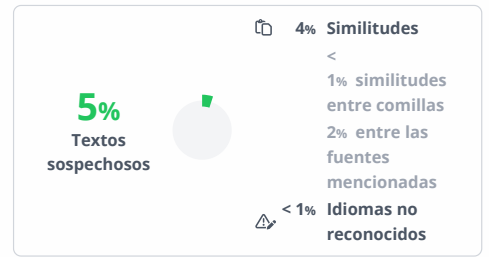 5%
Textos
sospechosos
4% Similitudes
<
1% similitudes
entre comillas
2% entre las
fuentes
mencionadas
< 1% Idiomas no
reconocidos